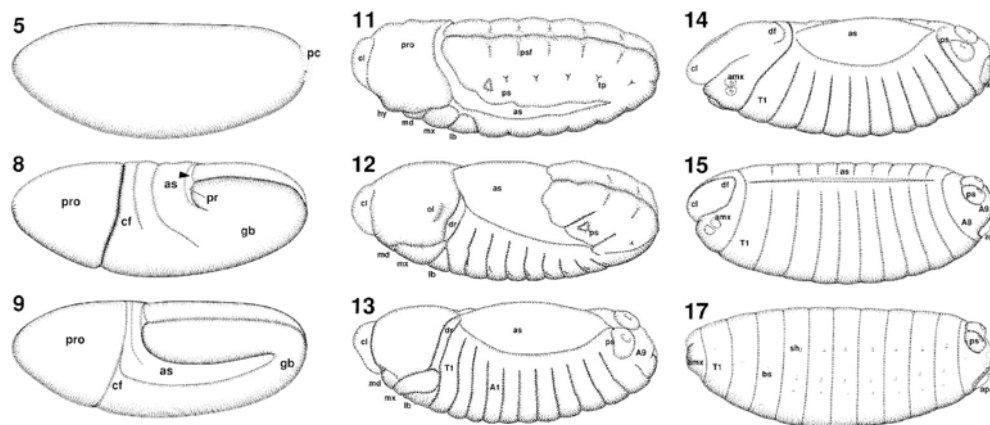 5
pc
8
pro
cf
as
pr
gb
9
pro
cf
as
gb
11
cl
pro
psf
ps
tp
as
hy
md
mx
lb
12
cl
ol
dr
as
ps
md
mx
lb
13
cl
dr
as
ps
A9
T1
A1
md
mx
lb
14
df
as
ps
cl
amx
T1
15
as
df
cl
amx
T1
ps
A9
A8
17
amx
T1
bs
sh
ps
ap